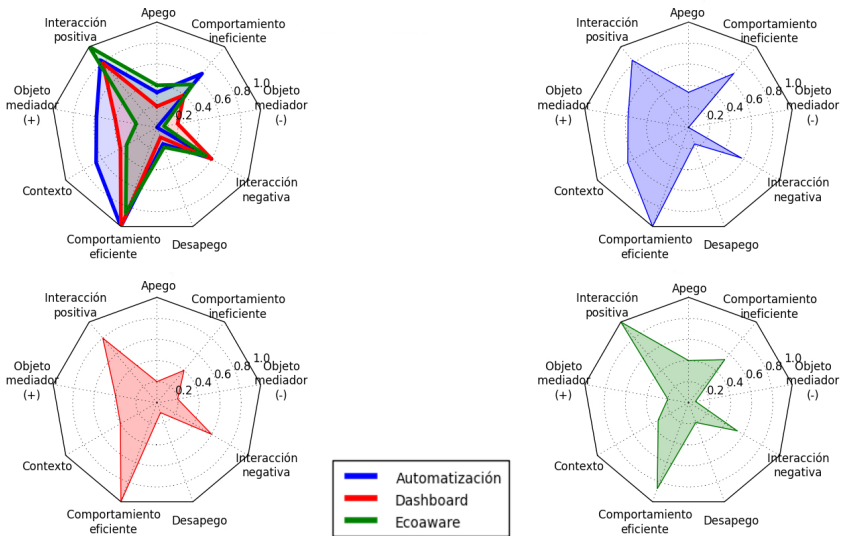 Apego
Interacción
positiva
Comportamiento
ineficiente
Objeto
mediador
(+)
1.0
0.8
0.6
0.4
0.2
Objeto
mediador
(-)
Contexto
Interacción
negativa
Comportamiento
eficiente
Desapego
Apego
Interacción
positiva
Comportamiento
ineficiente
Objeto
mediador
(+)
1.0
0.8
0.6
0.4
0.2
Objeto
mediador
(-)
Contexto
Interacción
negativa
Comportamiento
eficiente
Desapego
Apego
Interacción
positiva
Comportamiento
ineficiente
Objeto
mediador
(+)
1.0
0.8
0.6
0.4
0.2
Objeto
mediador
(-)
Contexto
Interacción
negativa
Comportamiento
eficiente
Desapego
Apego
Interacción
positiva
Comportamiento
ineficiente
Objeto
mediador
(+)
1.0
0.8
0.6
0.4
0.2
Objeto
mediador
(-)
Contexto
Interacción
negativa
Comportamiento
eficiente
Desapego
Automatización
Dashboard
Ecoaware